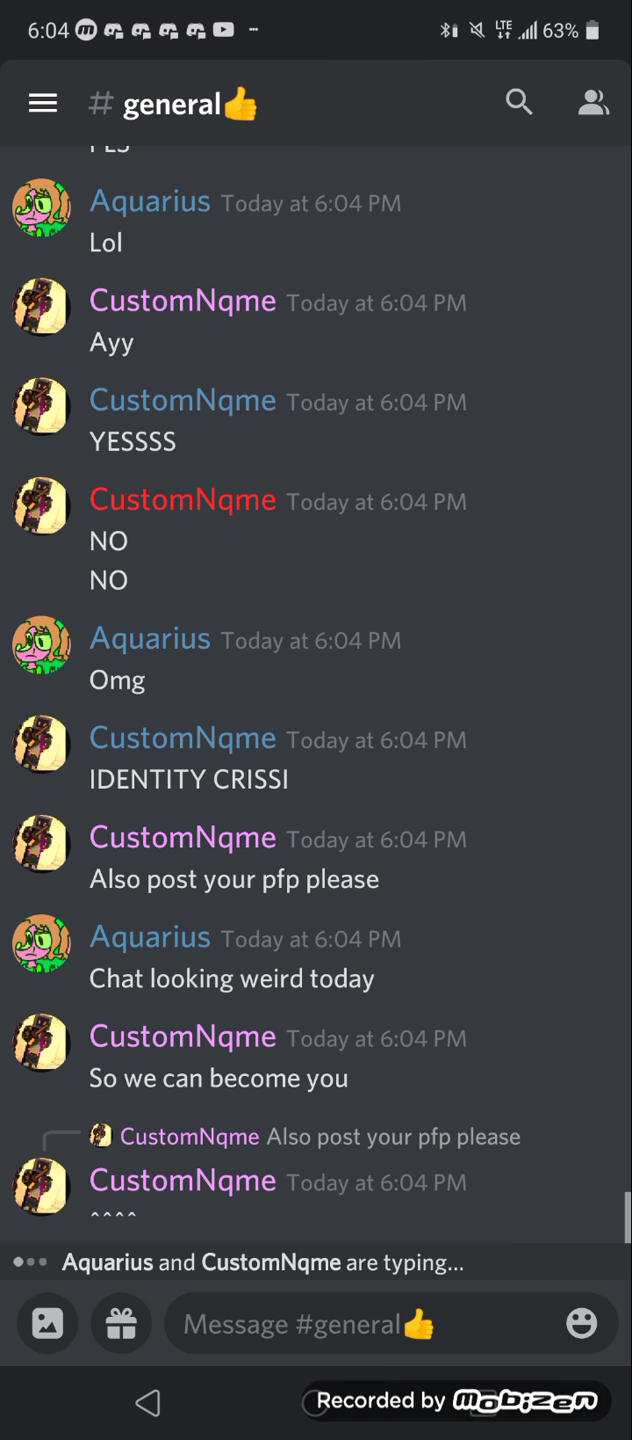 6:04 LTE 63%
# general👍
Aquarius Today at 6:04 PM
Lol
CustomNqme Today at 6:04 PM
Ayy
CustomNqme Today at 6:04 PM
YESSSS
CustomNqme Today at 6:04 PM
NO
NO
Aquarius Today at 6:04 PM
Omg
CustomNqme Today at 6:04 PM
IDENTITY CRISSI
CustomNqme Today at 6:04 PM
Also post your pfp please
Aquarius Today at 6:04 PM
Chat looking weird today
CustomNqme Today at 6:04 PM
So we can become you
CustomNqme Also post your pfp please
CustomNqme Today at 6:04 PM
^^^^
Aquarius and CustomNqme are typing...
Message #general👍
Recorded by mobizen